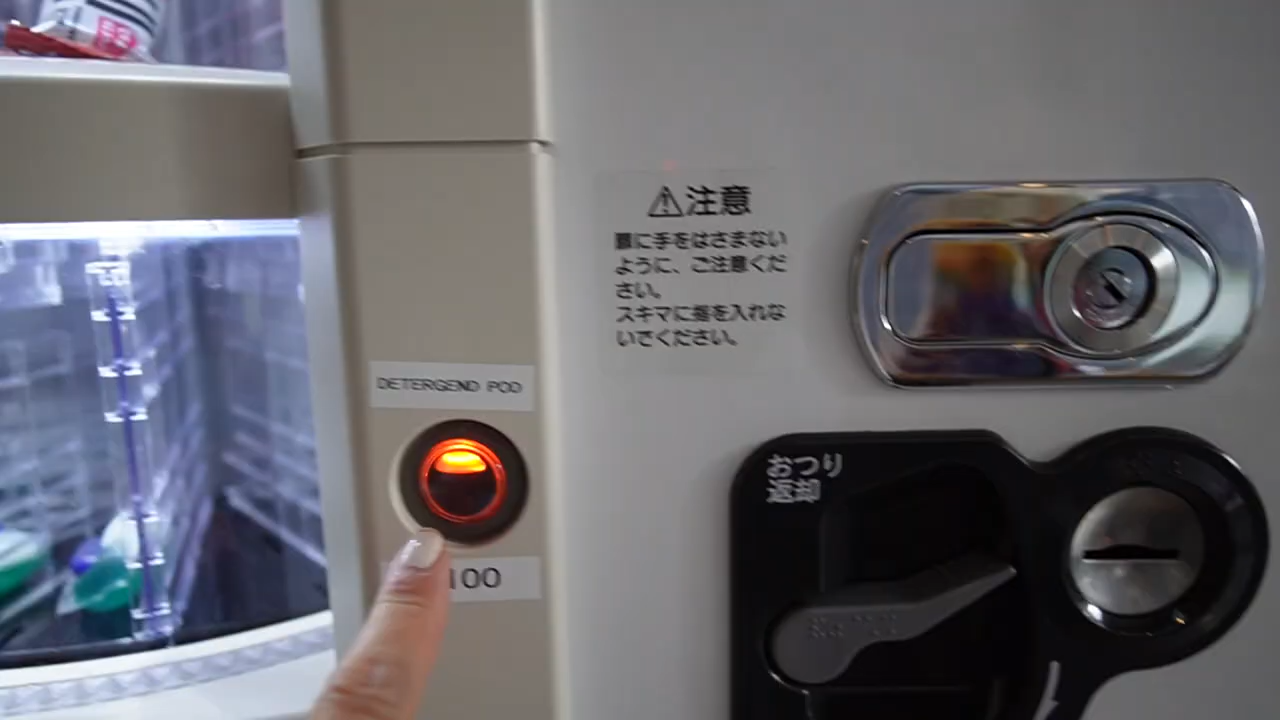 ⚠注意
扉に手をはさまない
ように、ご注意くだ
さい。
スキマに指を入れな
いでください。
DETERGEND POD
100
おつり
返却